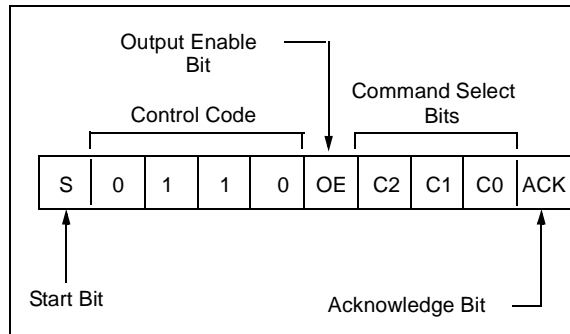 Output Enable
Bit
Command Select
Bits
Control Code
S 0 1 1 0 OE C2 C1 C0 ACK
Start Bit
Acknowledge Bit